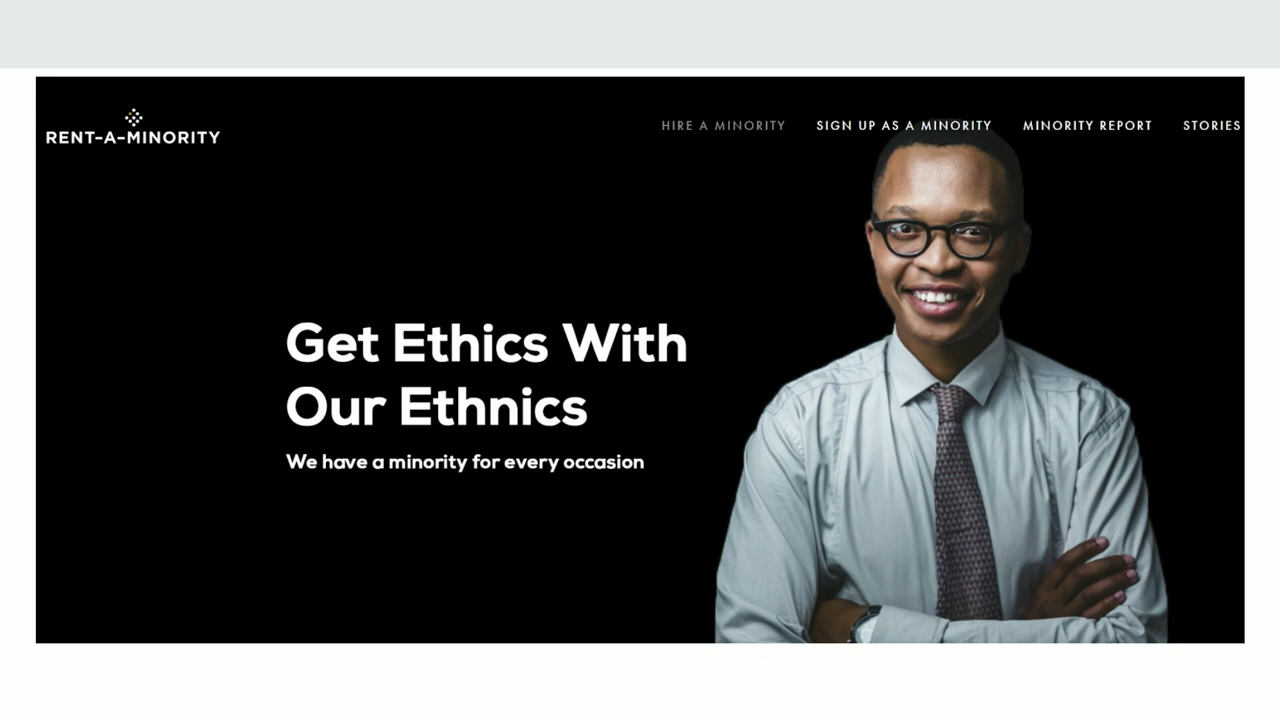 RENT-A-MINORITY
HIRE A MINORITY
SIGN UP AS A MINORITY
MINORITY REPORT
STORIES
Get Ethics With
Our Ethnics
We have a minority for every occasion